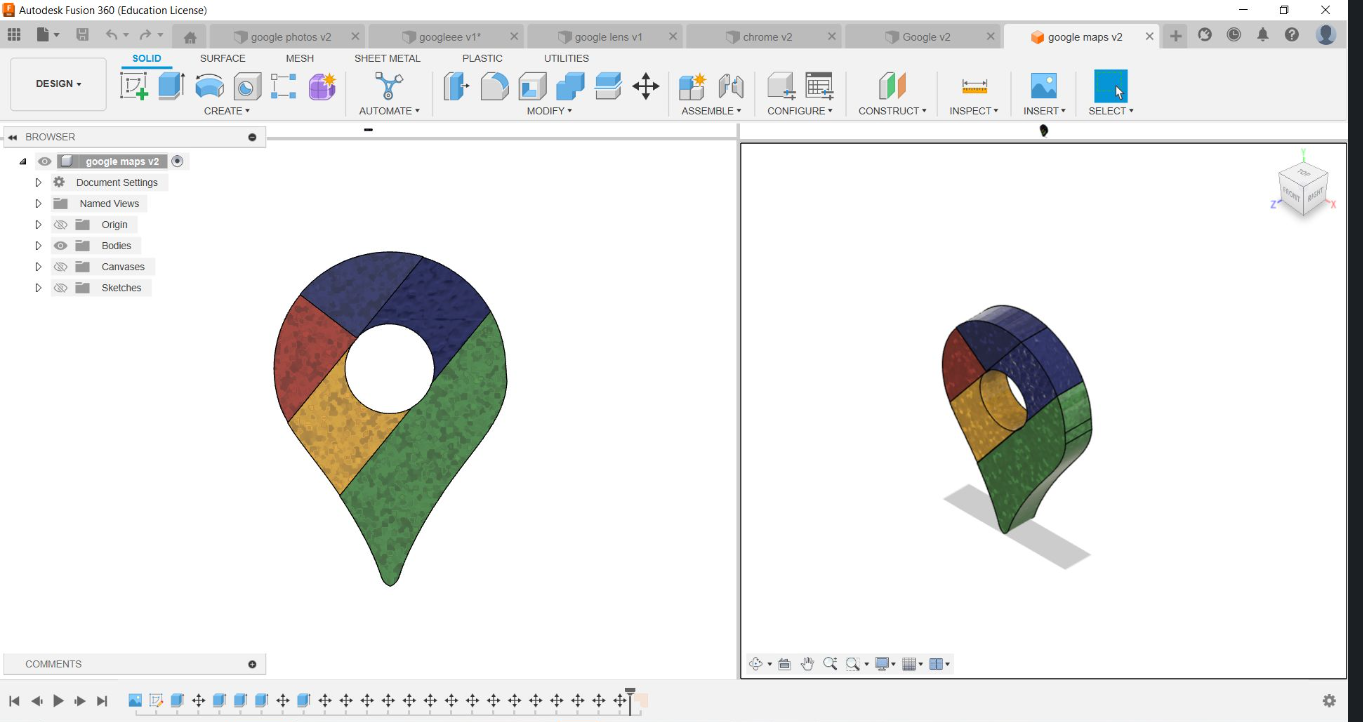 Autodesk Fusion 360 (Education License)
google photos v2 googleee v1* google lens v1 chrome v2 Google v2 google maps v2
SOLID SURFACE MESH SHEET METAL PLASTIC UTILITIES
DESIGN
CREATE AUTOMATE MODIFY ASSEMBLE CONFIGURE CONSTRUCT INSPECT INSERT SELECT
BROWSER
google maps v2
Document Settings
Named Views
Origin
Bodies
Canvases
Sketches
Y
TOP
FRONT RIGHT
Z X
COMMENTS